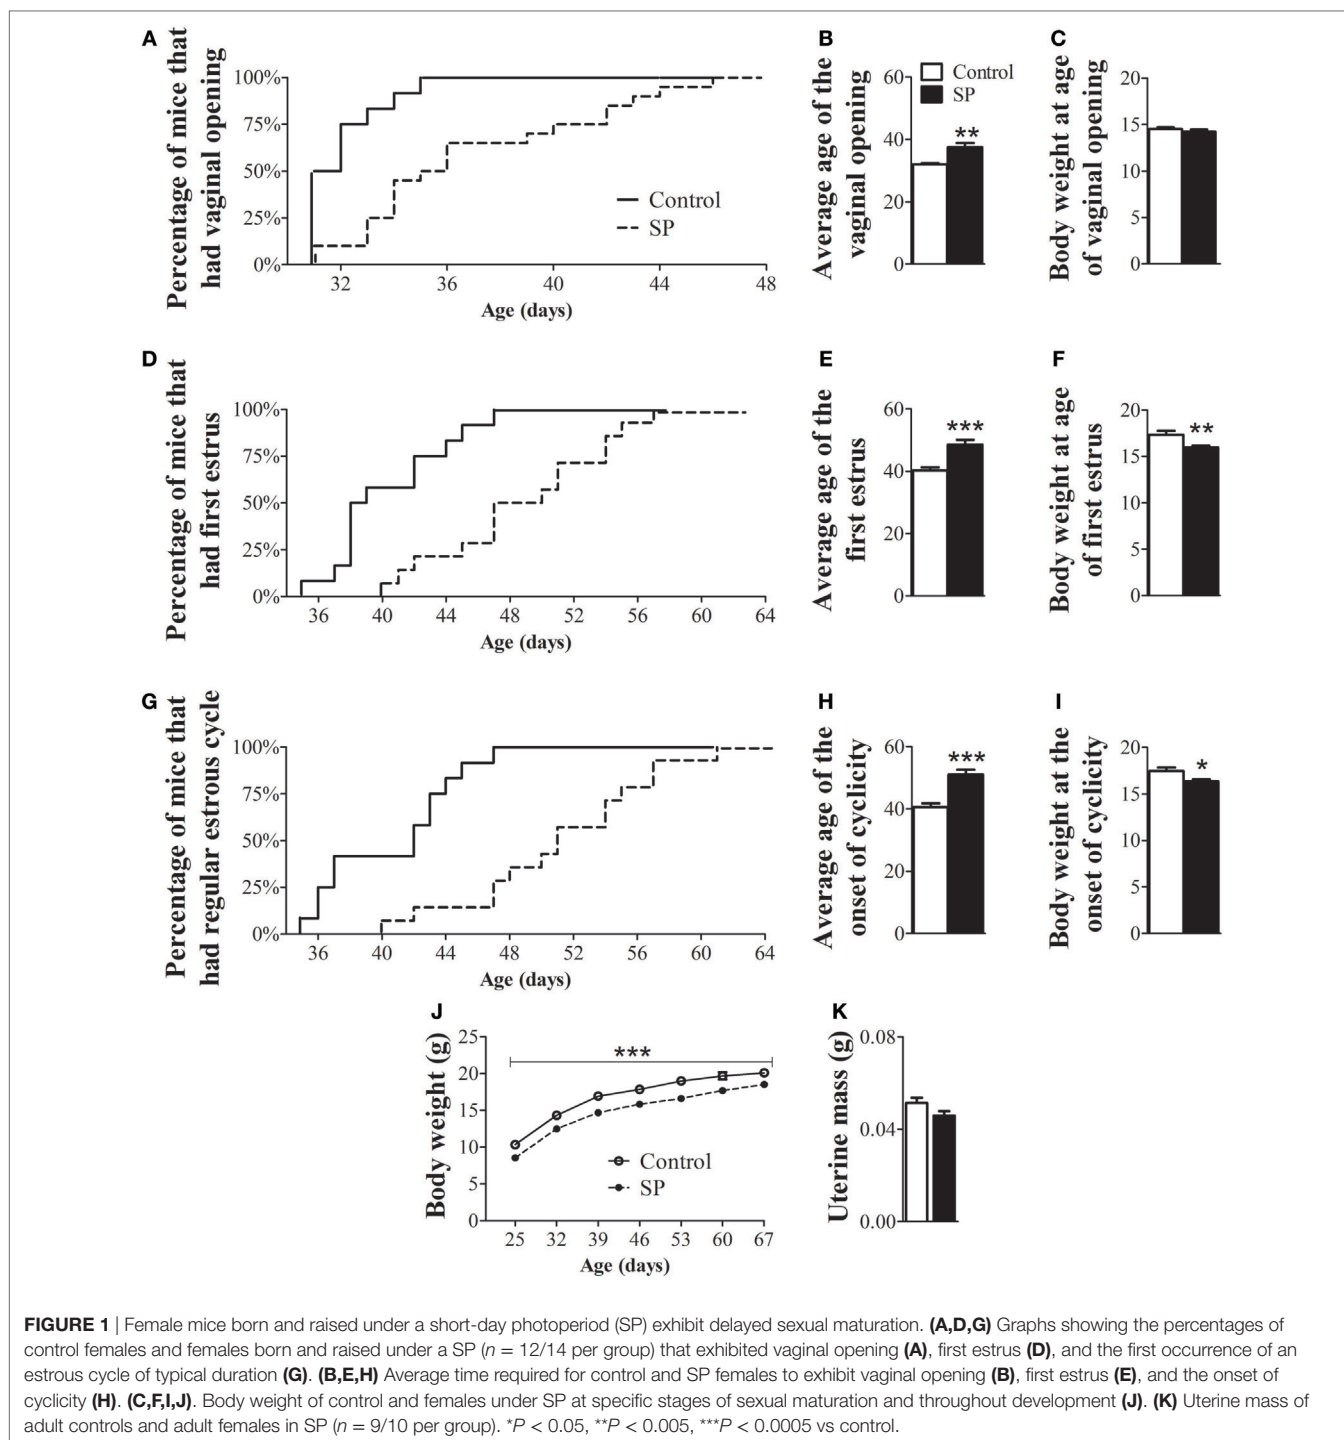 A
Percentage of mice that
had vaginal opening
100%
75%
50%
25%
0%
Control
SP
32 36 40 44 48
Age (days)
B
Average age of the
vaginal opening
60
40
20
0
Control
SP
**
C
Body weight at age
of vaginal opening
20
15
10
5
0
D
Percentage of mice that
had first estrus
100%
75%
50%
25%
0%
36 40 44 48 52 56 60 64
Age (days)
E
Average age of the
first estrus
60
40
20
0
***
F
Body weight at age
of first estrus
20
15
10
5
0
**
G
Percentage of mice that
had regular estrous cycle
100%
75%
50%
25%
0%
36 40 44 48 52 56 60 64
Age (days)
H
Average age of the
onset of cyclicity
60
40
20
0
***
I
Body weight at the
onset of cyclicity
20
15
10
5
0
*
J
Body weight (g)
25
20
15
10
5
0
***
Control
SP
25 32 39 46 53 60 67
Age (days)
K
Uterine mass (g)
0.08
0.04
0.00
FIGURE 1 | Female mice born and raised under a short-day photoperiod (SP) exhibit delayed sexual maturation. (A,D,G) Graphs showing the percentages of
control females and females born and raised under a SP (n = 12/14 per group) that exhibited vaginal opening (A), first estrus (D), and the first occurrence of an
estrous cycle of typical duration (G). (B,E,H) Average time required for control and SP females to exhibit vaginal opening (B), first estrus (E), and the onset of
cyclicity (H). (C,F,I,J). Body weight of control and females under SP at specific stages of sexual maturation and throughout development (J). (K) Uterine mass of
adult controls and adult females in SP (n = 9/10 per group). *P < 0.05, **P < 0.005, ***P < 0.0005 vs control.